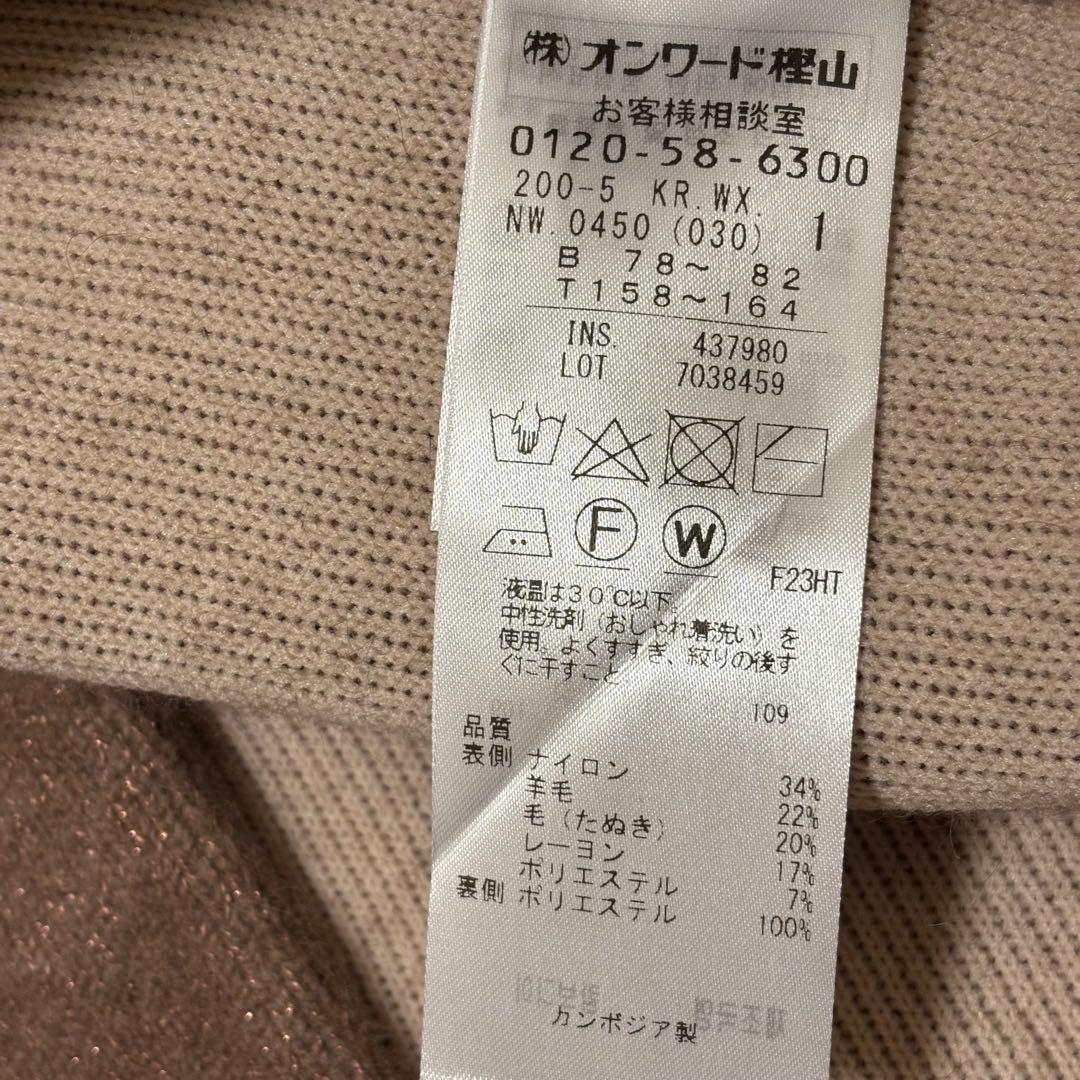 (株)オンワード樫山
お客様相談室
0120-58-6300
200-5 KR.WX.
NW.0450(030) 1
B 78～ 82
T158～164
INS. 437980
LOT 7038459
F W
F23HT
液温は30℃以下、
中性洗剤(おしゃれ着洗い)を
使用。よくすすぎ、絞りの後す
ぐに干すこと
109
品質
表側 ナイロン 34%
羊毛 22%
毛(たぬき) 20%
レーヨン 17%
ポリエステル 7%
裏側 ポリエステル 100%
カンボジア製